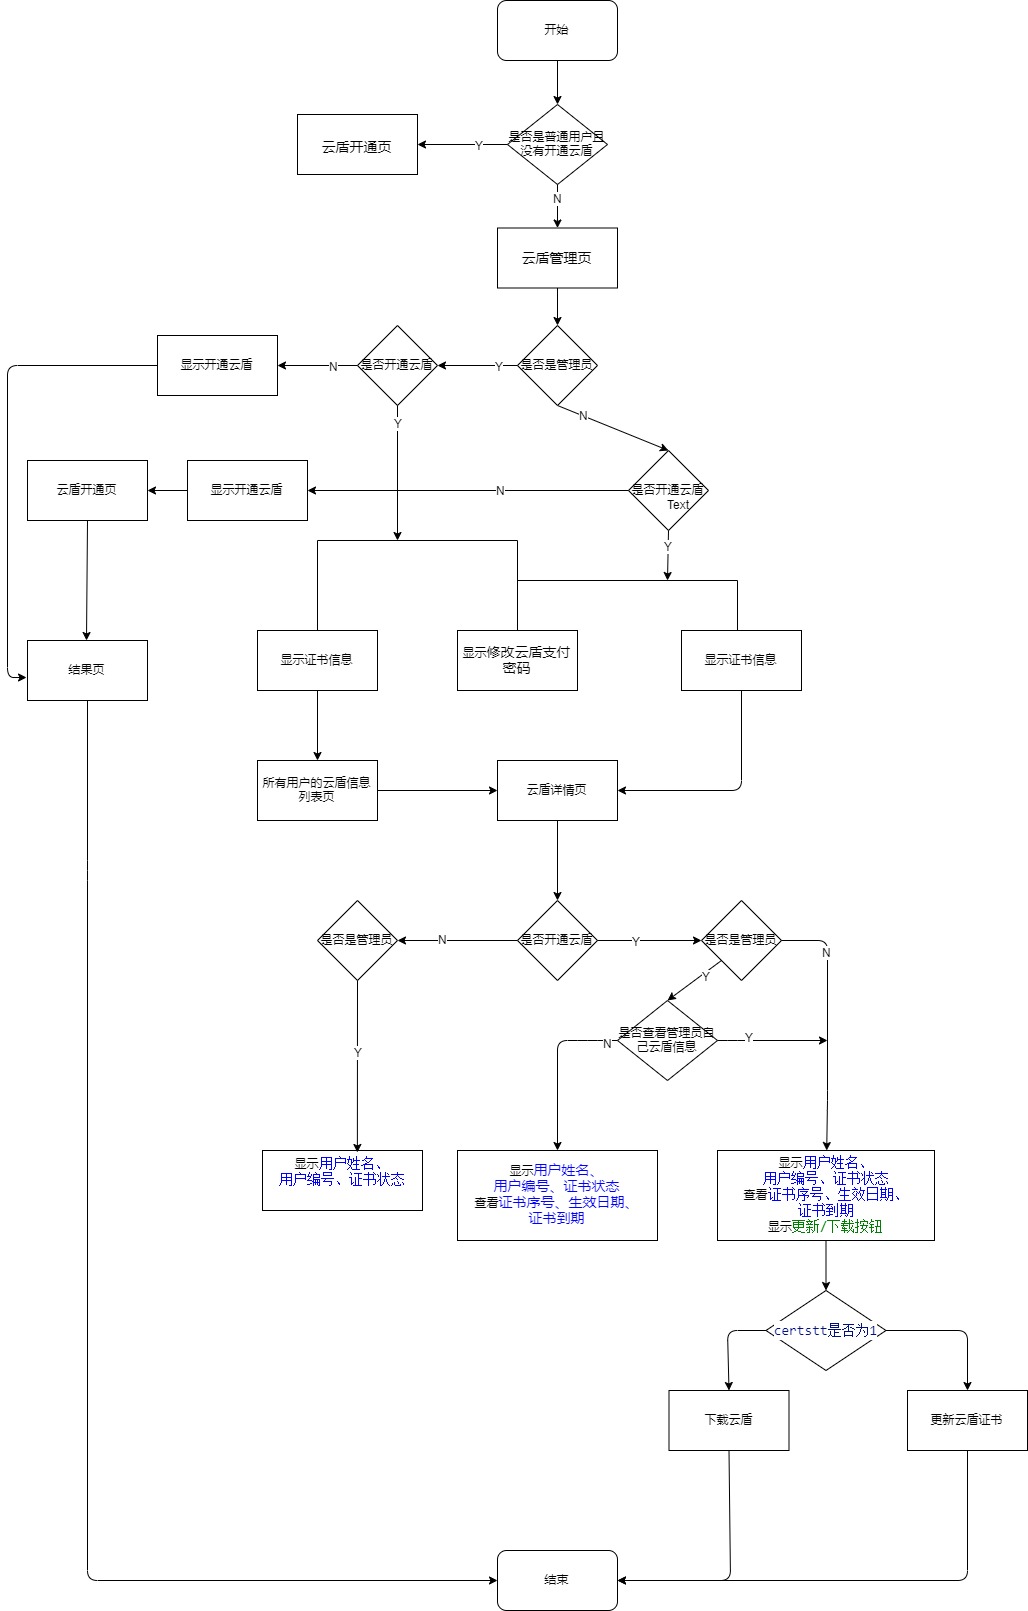 开始
是否是普通用户且
没有开通云盾
Y
云盾开通页
N
云盾管理页
是否是管理员
Y
是否开通云盾
N
显示开通云盾
Y
N
是否开通云盾
Text
N
显示开通云盾
云盾开通页
Y
结果页
显示证书信息
显示修改云盾支付
密码
显示证书信息
所有用户的云盾信息
列表页
云盾详情页
是否是管理员
N
是否开通云盾
Y
是否是管理员
N
Y
是否查看管理员自
己云盾信息
N
Y
Y
显示用户姓名、
用户编号、证书状态
显示用户姓名、
用户编号、证书状态
查看证书序号、生效日期、
证书到期
显示用户姓名、
用户编号、证书状态
查看证书序号、生效日期、
证书到期
显示更新/下载按钮
certstt是否为1
下载云盾
更新云盾证书
结束